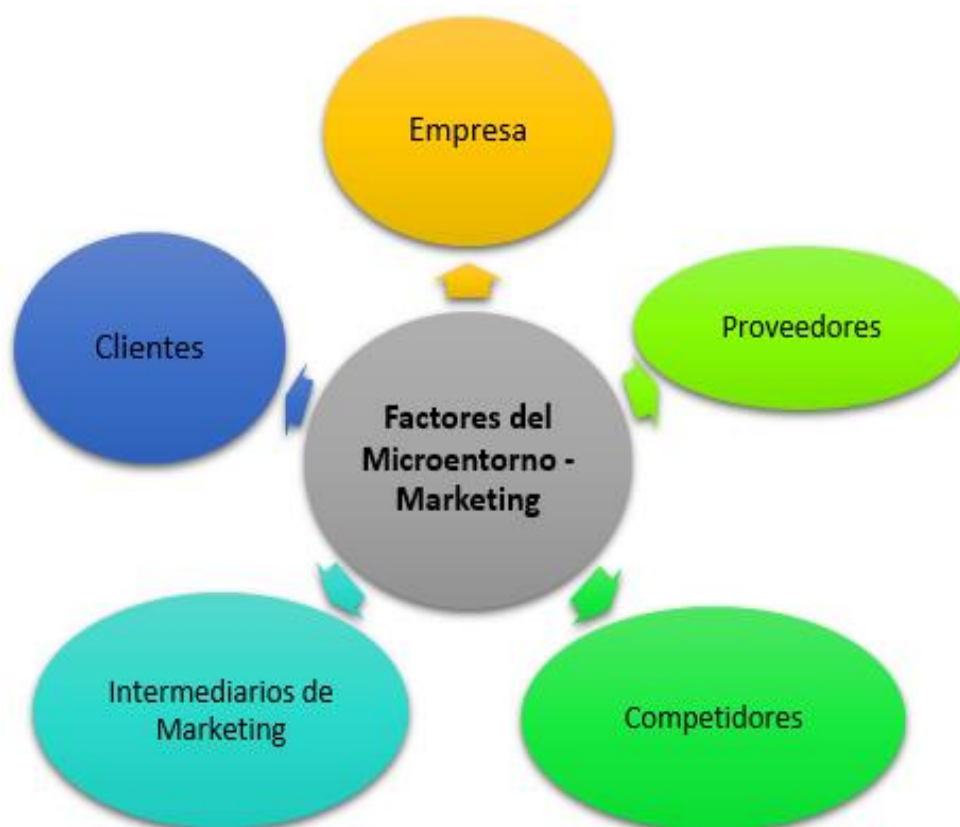 Empresa
Proveedores
Clientes
Factores del
Microentorno -
Marketing
Intermediarios de
Marketing
Competidores